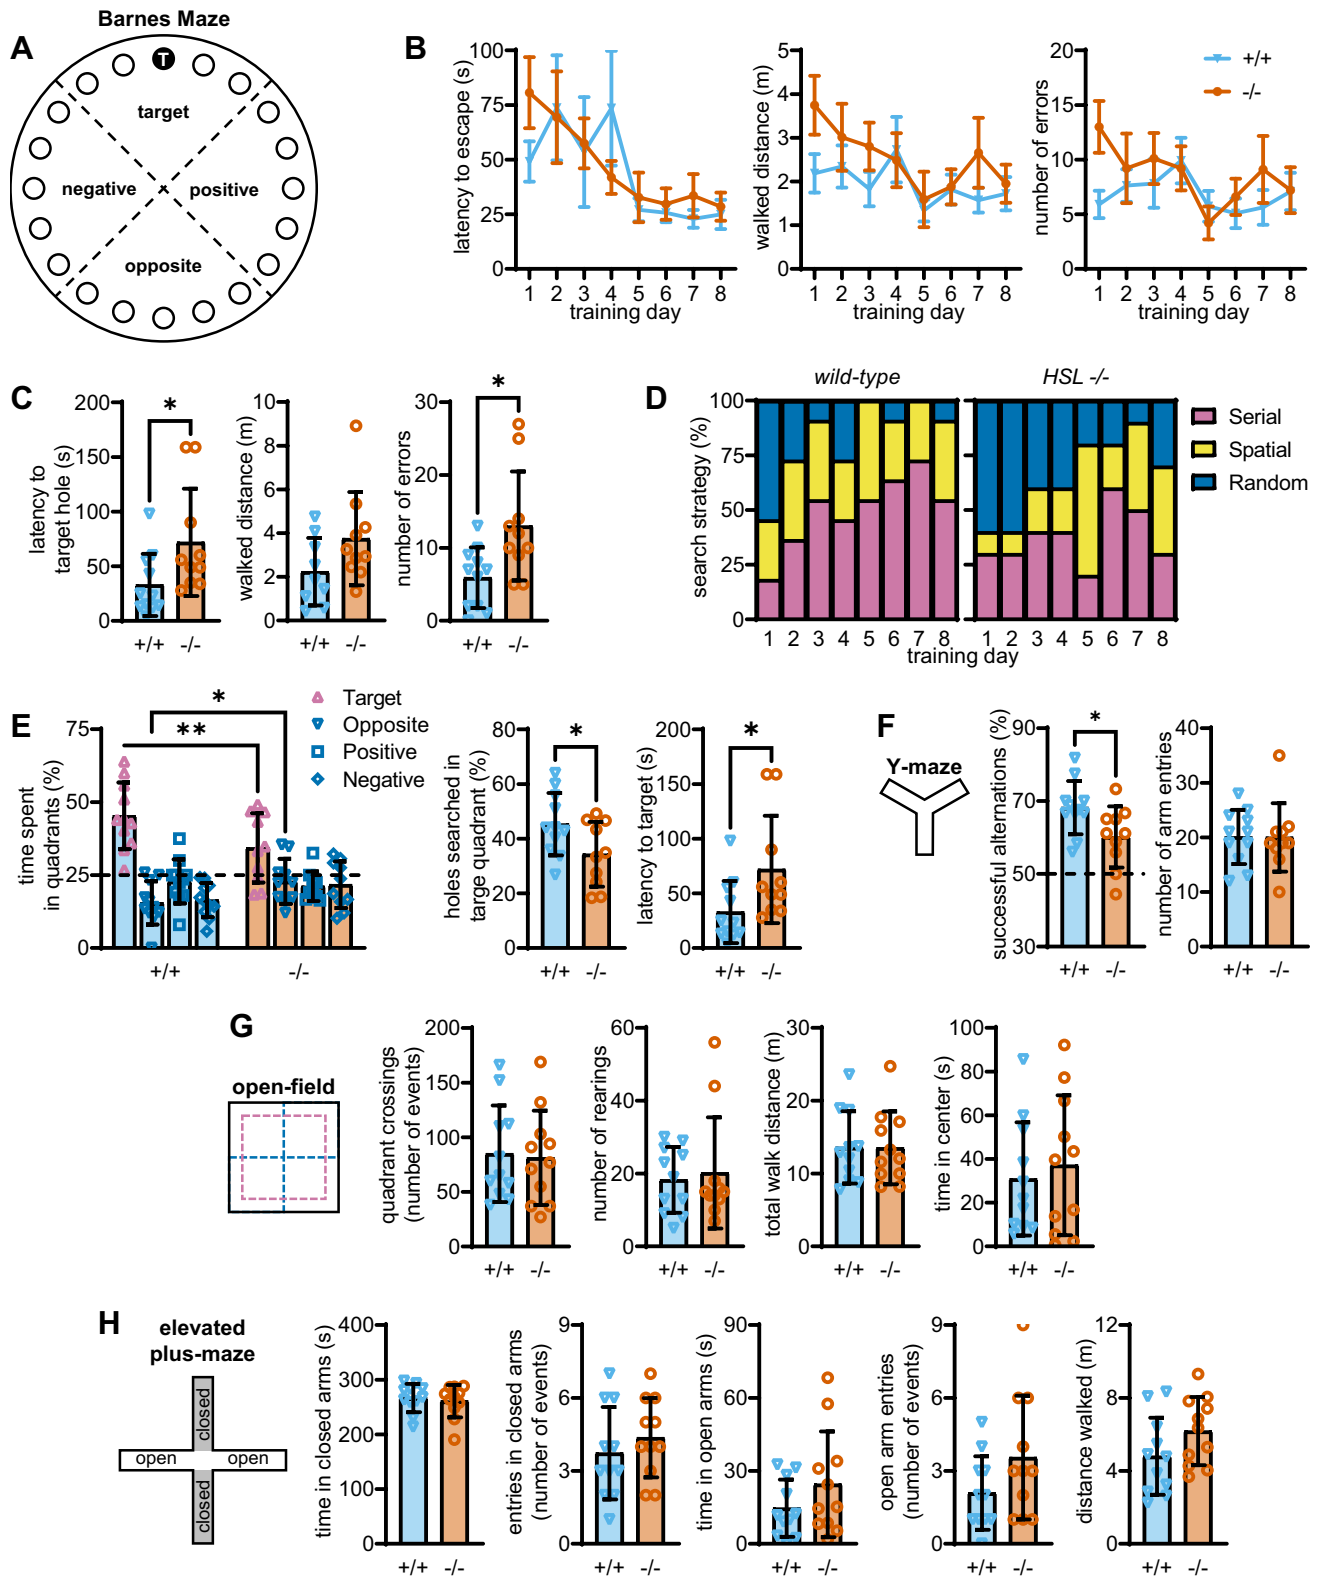 Barnes Maze
A
T
target
negative
positive
opposite
B
latency to escape (s)
100
75
50
25
0
1 2 3 4 5 6 7 8
training day
walked distance (m)
5
4
3
2
1
0
1 2 3 4 5 6 7 8
training day
number of errors
20
15
10
5
0
1 2 3 4 5 6 7 8
training day
+/+
-/-
C
latency to
target hole (s)
200
150
100
50
0
*
+/+ -/-
walked distance (m)
10
8
6
4
2
0
+/+ -/-
number of errors
30
20
10
0
*
+/+ -/-
D
wild-type
HSL -/-
search strategy (%)
100
75
50
25
0
1 2 3 4 5 6 7 8
1 2 3 4 5 6 7 8
training day
Serial
Spatial
Random
E
time spent
in quadrants (%)
75
50
25
0
*
**
+/+
-/-
Target
Opposite
Positive
Negative
holes searched in
targe quadrant (%)
80
60
40
20
0
*
+/+ -/-
latency to target (s)
200
150
100
50
0
*
+/+ -/-
F
Y-maze
successful alternations (%)
90
70
50
30
*
+/+ -/-
number of arm entries
40
30
20
10
0
+/+ -/-
G
open-field
quadrant crossings
(number of events)
200
150
100
50
0
+/+ -/-
number of rearings
60
40
20
0
+/+ -/-
total walk distance (m)
30
20
10
0
+/+ -/-
time in center (s)
100
80
60
40
20
0
+/+ -/-
H
elevated
plus-maze
closed
open
open
closed
time in closed arms (s)
400
300
200
100
0
+/+ -/-
entries in closed arms
(number of events)
9
6
3
0
+/+ -/-
time in open arms (s)
90
60
30
0
+/+ -/-
open arm entries
(number of events)
9
6
3
0
+/+ -/-
distance walked (m)
12
8
4
0
+/+ -/-